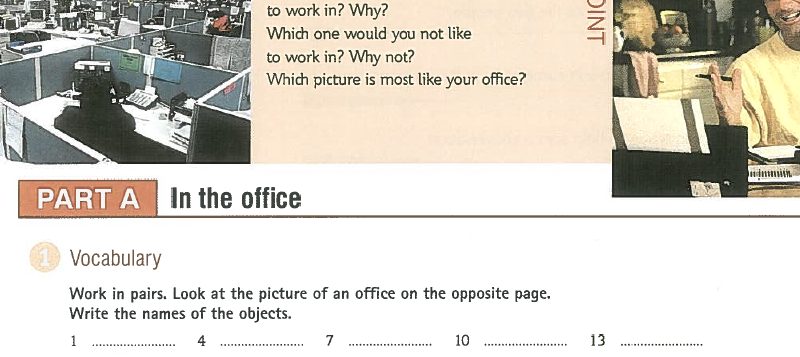 to work in? Why?
Which one would you not like
to work in? Why not?
Which picture is most like your office?
OINT
PART A In the office
1 Vocabulary
Work in pairs. Look at the picture of an office on the opposite page.
Write the names of the objects.
1 ........................ 4 ........................ 7 ........................ 10 ........................ 13 ........................